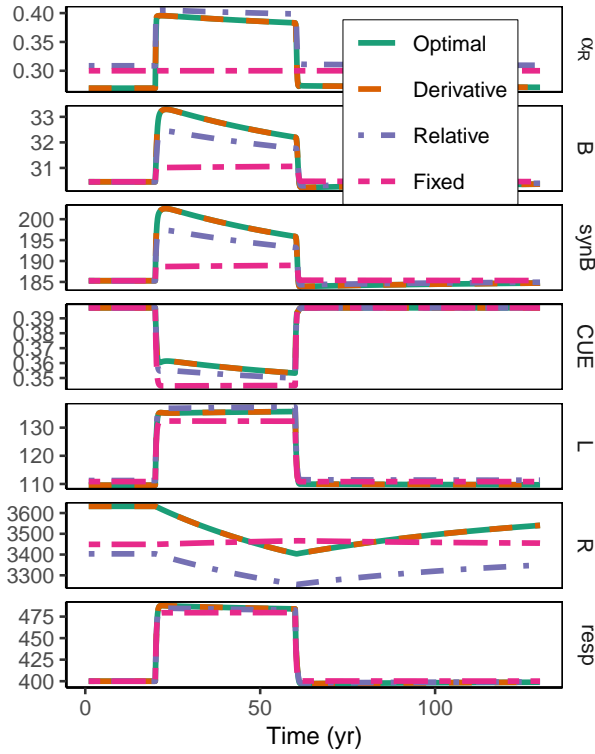 0.40
0.30
α_R
Optimal
Derivative
Relative
Fixed
33
32
31
B
200
195
190
185
synB
0.39
0.38
0.37
0.36
0.35
CUE
130
120
110
L
3600
3500
3400
3300
R
475
450
425
400
resp
0
50
100
Time (yr)